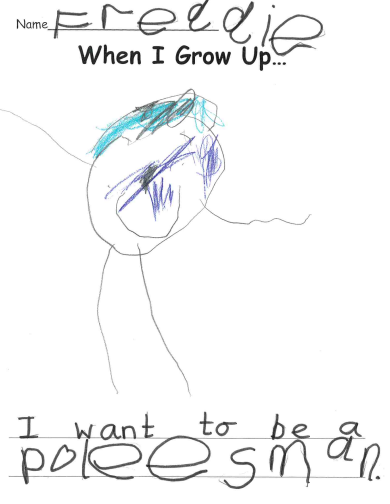 Name Freddie
When I Grow Up...
I want to be a
poleesman.